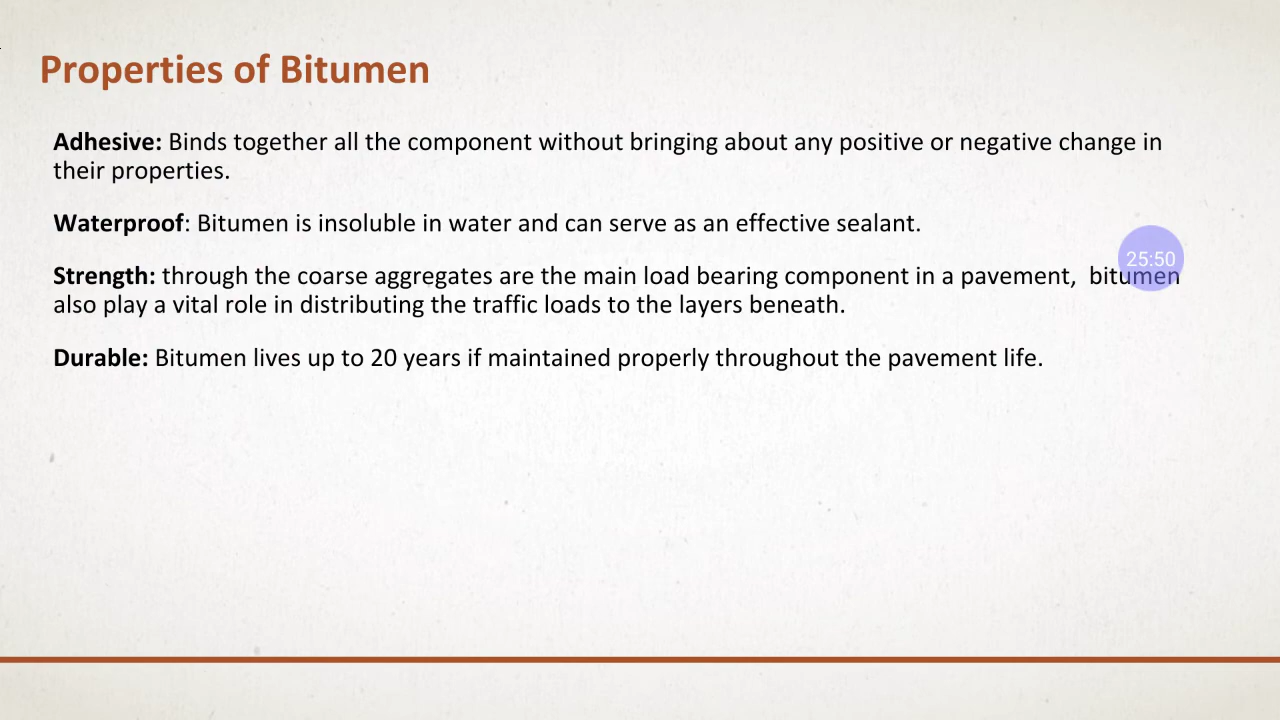 Properties of Bitumen
Adhesive: Binds together all the component without bringing about any positive or negative change in
their properties.
Waterproof: Bitumen is insoluble in water and can serve as an effective sealant.
25:50
Strength: through the coarse aggregates are the main load bearing component in a pavement,  bitumen
also play a vital role in distributing the traffic loads to the layers beneath.
Durable: Bitumen lives up to 20 years if maintained properly throughout the pavement life.